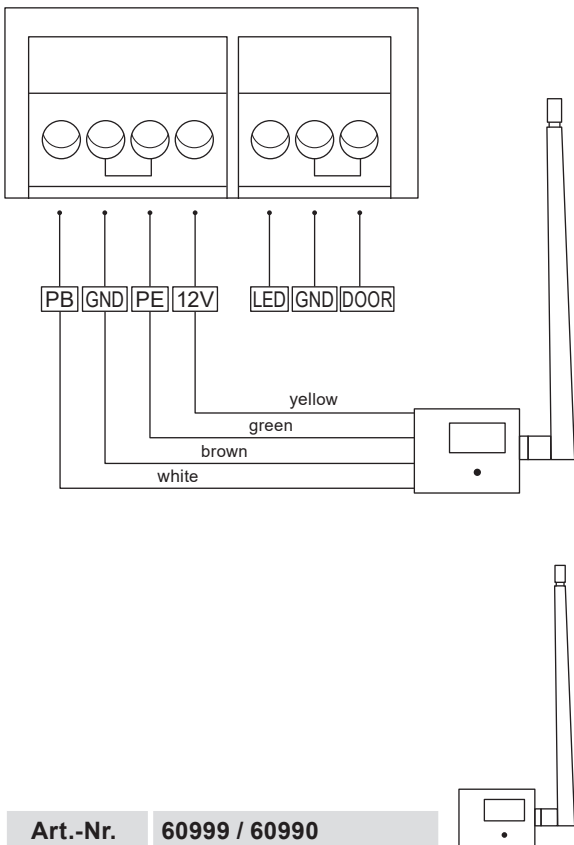 PB GND PE 12V LED GND DOOR
yellow
green
brown
white
Art.-Nr. 60999 / 60990